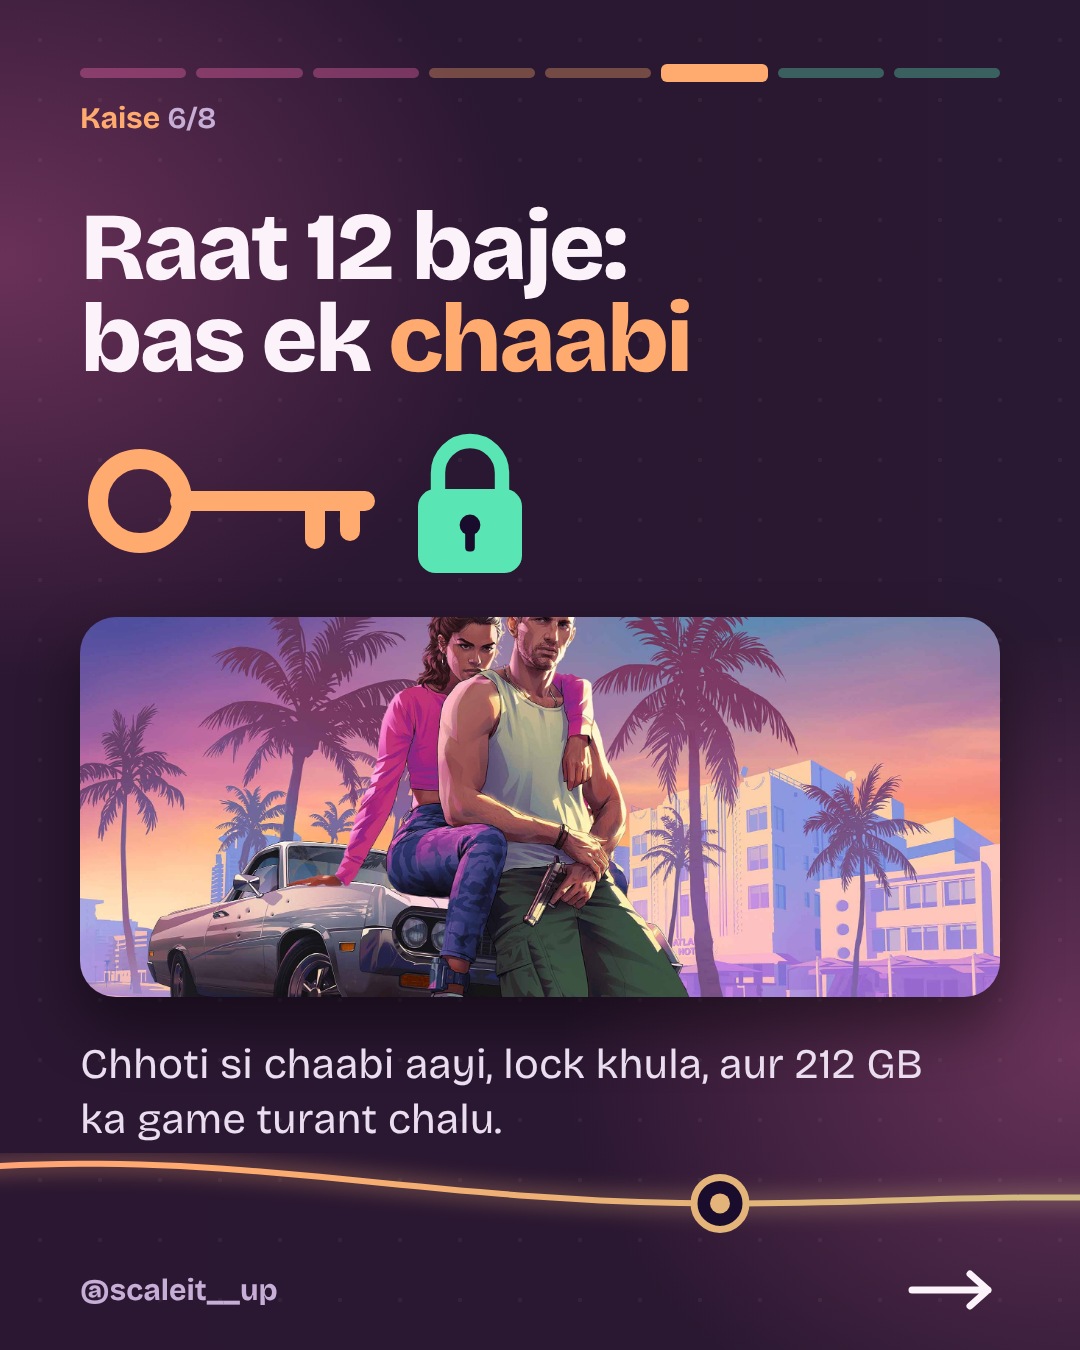 Kaise 6/8
Raat 12 baje:
bas ek chaabi
Chhoti si chaabi aayi, lock khula, aur 212 GB
ka game turant chalu.
@scaleit__up